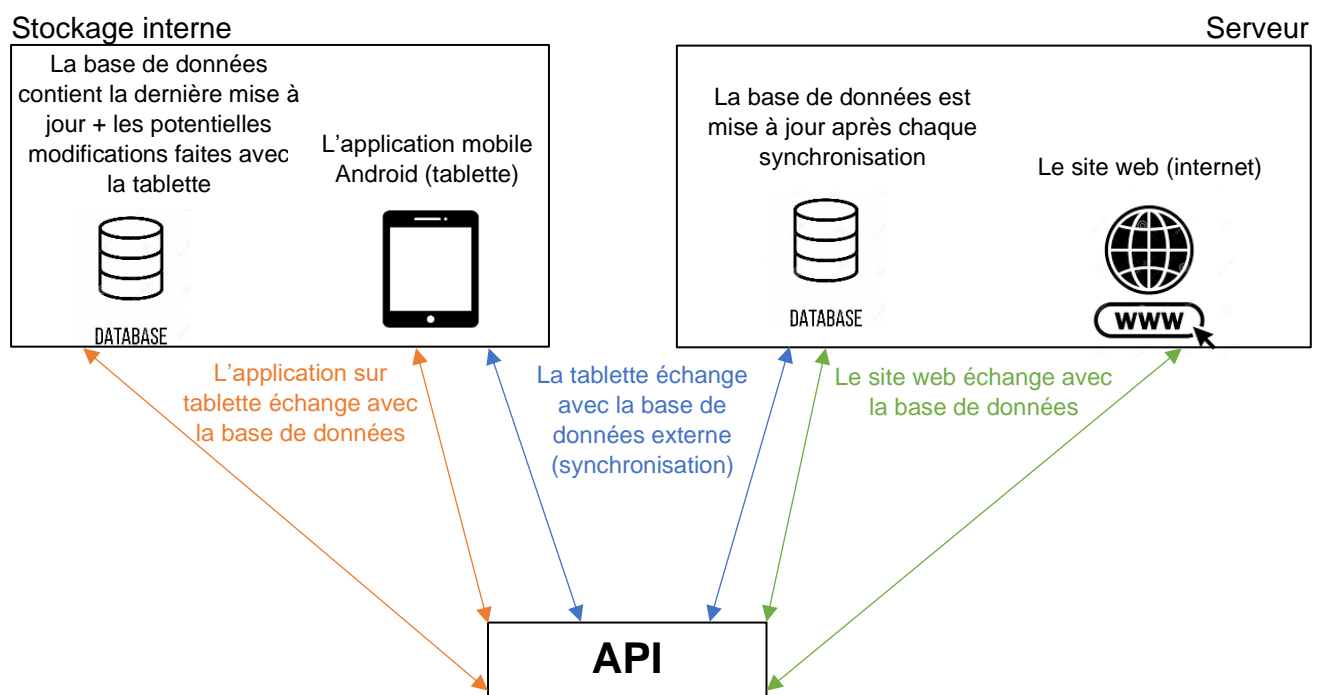 Stockage interne
Serveur
La base de données
contient la dernière mise à
jour + les potentielles
modifications faites avec
la tablette
L’application mobile
Android (tablette)
DATABASE
La base de données est
mise à jour après chaque
synchronisation
Le site web (internet)
DATABASE
WWW
L’application sur
tablette échange avec
la base de données
La tablette échange
avec la base de
données externe
(synchronisation)
Le site web échange avec
la base de données
API